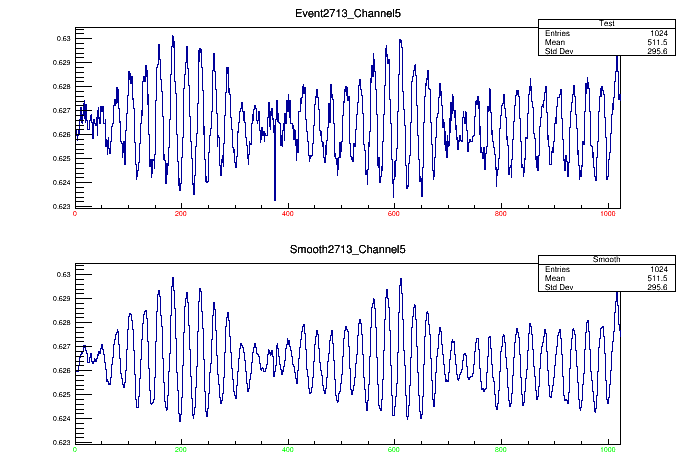 Event2713_Channel5
Test
Entries 1024
Mean 511.5
Std Dev 295.6
0.63
0.629
0.628
0.627
0.626
0.625
0.624
0.623
0 200 400 600 800 1000
Smooth2713_Channel5
Smooth
Entries 1024
Mean 511.5
Std Dev 295.6
0.63
0.629
0.628
0.627
0.626
0.625
0.624
0.623
0 200 400 600 800 1000